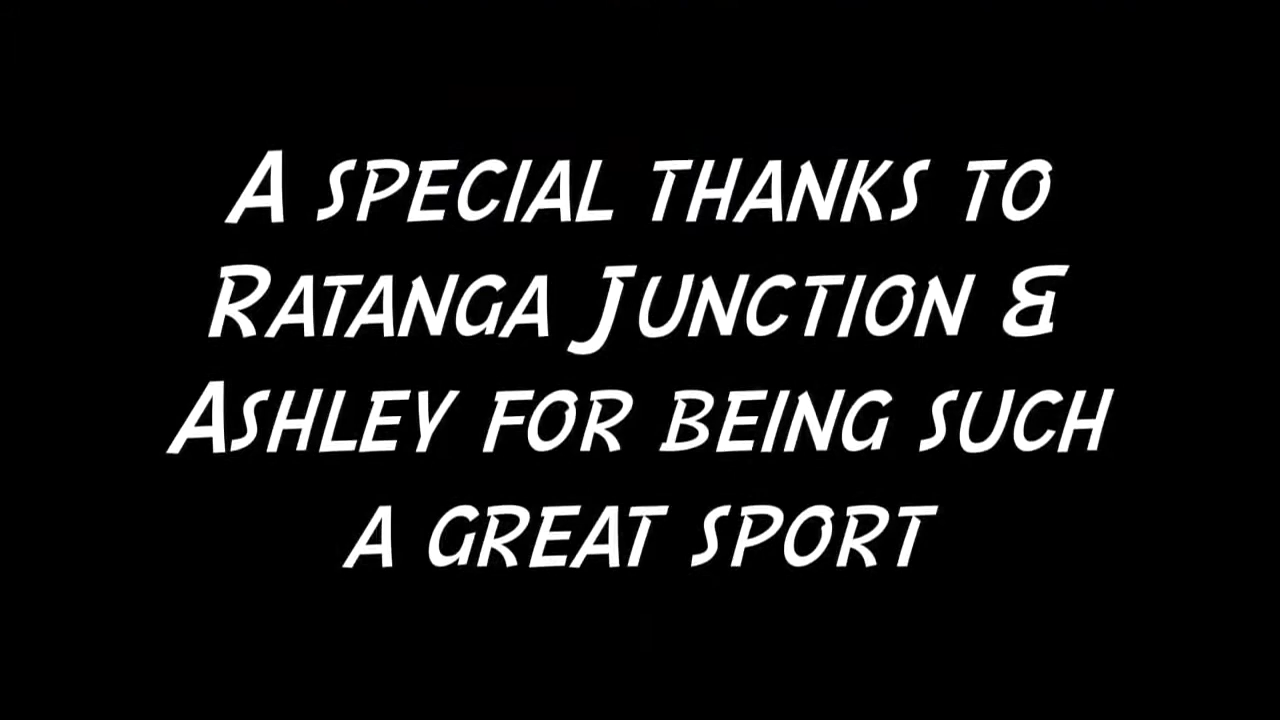 A SPECIAL THANKS TO
RATANGA JUNCTION &
ASHLEY FOR BEING SUCH
A GREAT SPORT